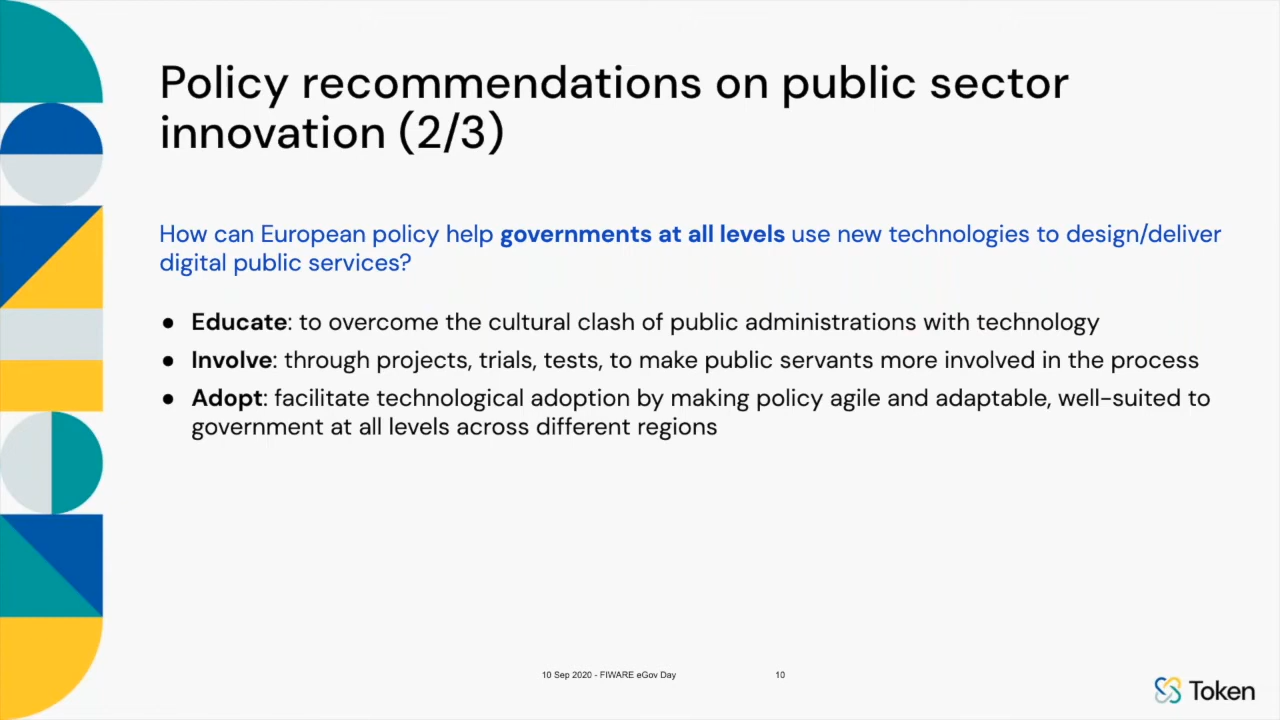 Policy recommendations on public sector
innovation (2/3)
How can European policy help governments at all levels use new technologies to design/deliver
digital public services?
● Educate: to overcome the cultural clash of public administrations with technology
● Involve: through projects, trials, tests, to make public servants more involved in the process
● Adopt: facilitate technological adoption by making policy agile and adaptable, well-suited to
government at all levels across different regions
10 Sep 2020 - FIWARE eGov Day
10
Token